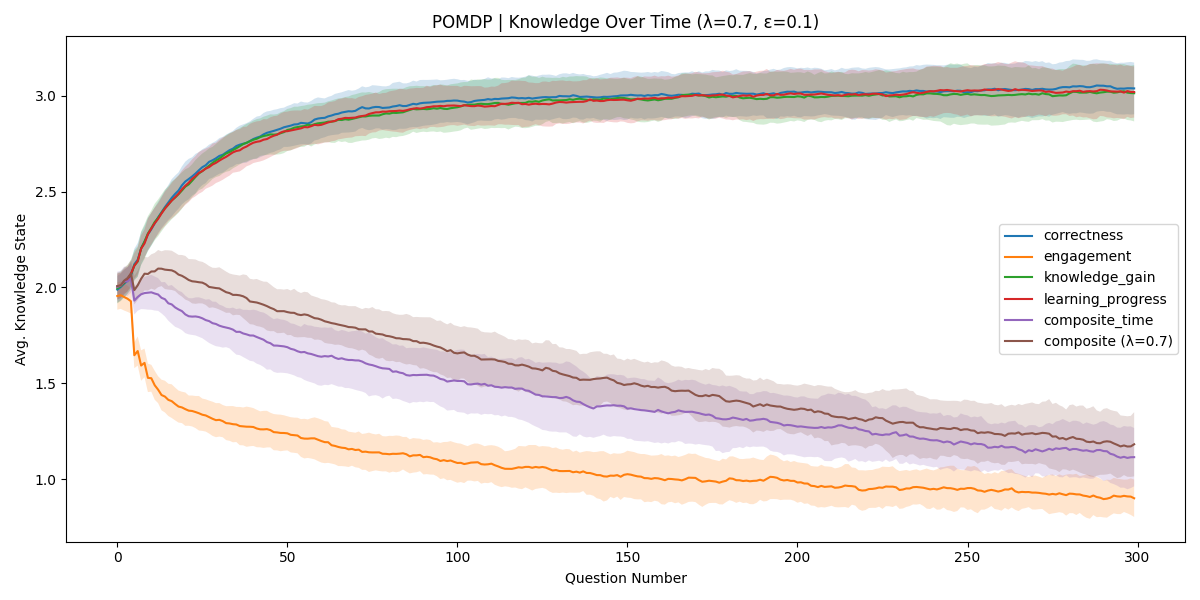 POMDP | Knowledge Over Time (λ=0.7, ε=0.1)
Avg. Knowledge State
3.0
2.5
2.0
1.5
1.0
correctness
engagement
knowledge_gain
learning_progress
composite_time
composite (λ=0.7)
0
50
100
150
200
250
300
Question Number